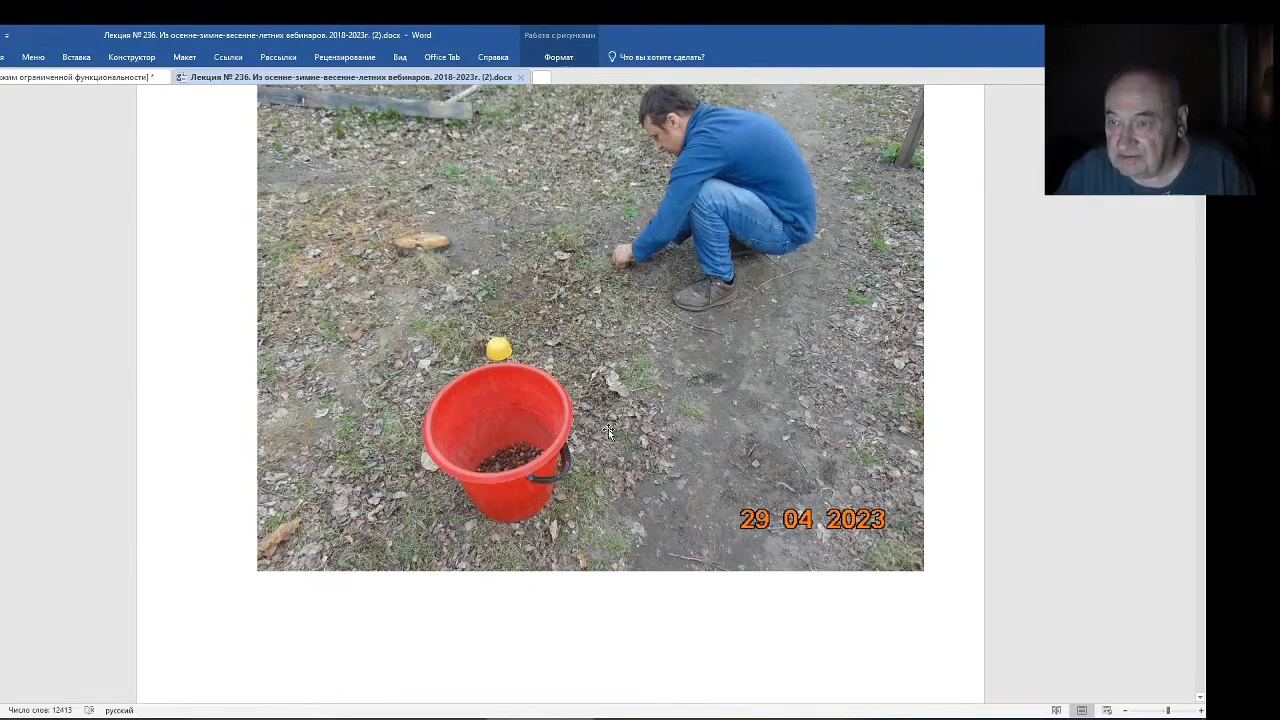 Лекция № 236. Из осенне-зимне-весенне-летних вебинаров. 2018-2023г. (2).docx - Word
Работа с рисунками
Меню Вставка Конструктор Макет Ссылки Рассылки Рецензирование Вид Office Tab Справка Формат Что вы хотите сделать?
ограниченной функциональности] * Лекция № 236. Из осенне-зимне-весенне-летних вебинаров. 2018-2023г. (2).docx
29 04 2023
Число слов: 12413 русский